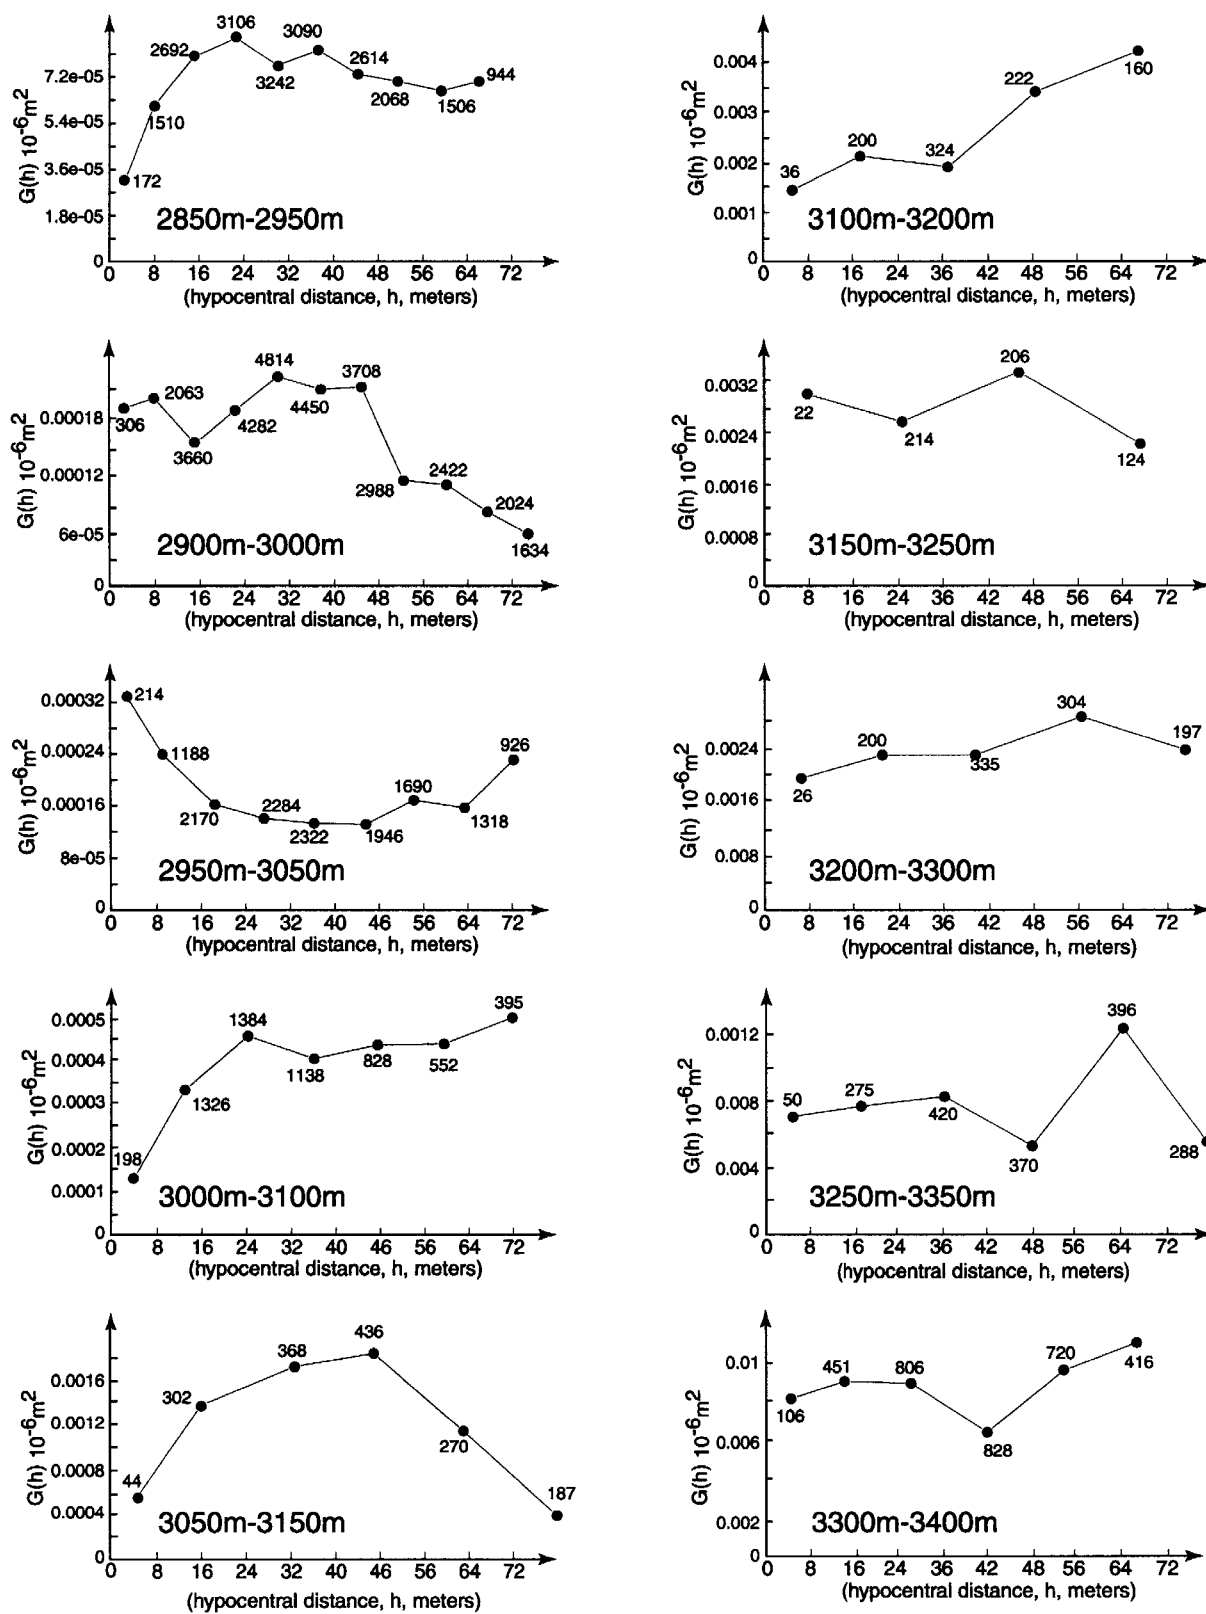 7.2e-05
5.4e-05
3.6e-05
1.8e-05
0
G(h) 10-6m2
172
1510
2692
3106
3242
3090
2614
2068
1506
944
2850m-2950m
0 8 16 24 32 40 48 56 64 72
(hypocentral distance, h, meters)
0.004
0.003
0.002
0.001
0
G(h) 10-6m2
36
200
324
222
160
3100m-3200m
0 8 16 24 36 42 48 56 64 72
(hypocentral distance, h, meters)
0.00018
0.00012
6e-05
0
G(h) 10-6m2
306
2063
3660
4282
4814
4450
3708
2988
2422
2024
1634
2900m-3000m
0 8 16 24 32 40 48 56 64 72
(hypocentral distance, h, meters)
0.0032
0.0024
0.0016
0.0008
0
G(h) 10-6m2
22
214
206
124
3150m-3250m
0 8 16 24 32 40 48 56 64 72
(hypocentral distance, h, meters)
0.00032
0.00024
0.00016
8e-05
0
G(h) 10-6m2
214
1188
2170
2284
2322
1946
1690
1318
926
2950m-3050m
0 8 16 24 32 40 46 56 64 72
(hypocentral distance, h, meters)
0.0024
0.0016
0.008
0
G(h) 10-6m2
26
200
335
304
197
3200m-3300m
0 8 16 24 32 42 48 56 64 72
(hypocentral distance, h, meters)
0.0005
0.0004
0.0003
0.0002
0.0001
0
G(h) 10-6m2
198
1326
1384
1138
828
552
395
3000m-3100m
0 8 16 24 32 40 46 56 64 72
(hypocentral distance, h, meters)
0.0012
0.008
0.004
0
G(h) 10-6m2
50
275
420
370
396
288
3250m-3350m
0 8 16 24 36 42 48 56 64 72
(hypocentral distance, h, meters)
0.0016
0.0012
0.0008
0.0004
0
G(h) 10-6m2
44
302
368
436
270
187
3050m-3150m
0 8 16 24 32 40 46 56 64 72
(hypocentral distance, h, meters)
0.01
0.006
0.002
0
G(h) 10-6m2
106
451
806
828
720
416
3300m-3400m
0 8 16 24 36 42 48 56 64 72
(hypocentral distance, h, meters)